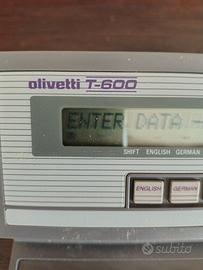 olivetti T-600
ENTER DATA -
SHIFT ENGLISH GERMAN
ENGLISH GERMAN
subito